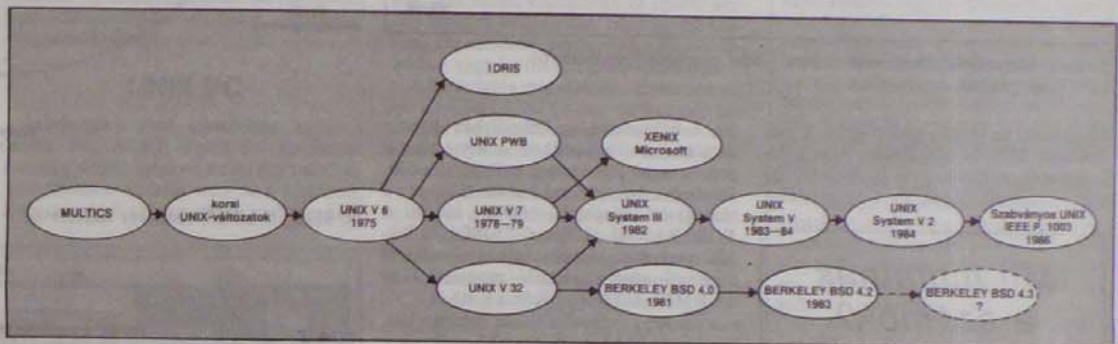 IDRIS
UNIX PWB
XENIX
Microsoft
MULTICS
korai
UNIX-változatok
UNIX V 6
1975
UNIX V 7
1978—79
UNIX
System III
1982
UNIX
System V
1983—84
UNIX
System V 2
1984
Szabványos UNIX
IEEE P. 1003
1986
UNIX V 32
BERKELEY BSD 4.0
1981
BERKELEY BSD 4.2
1983
BERKELEY BSD 4.3
?